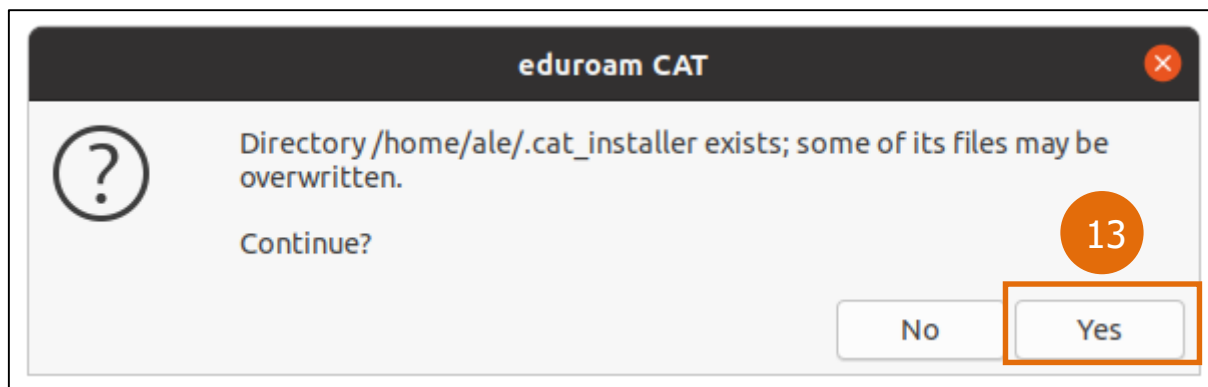 eduroam CAT
Directory /home/ale/.cat_installer exists; some of its files may be
overwritten.
Continue?
13
No
Yes